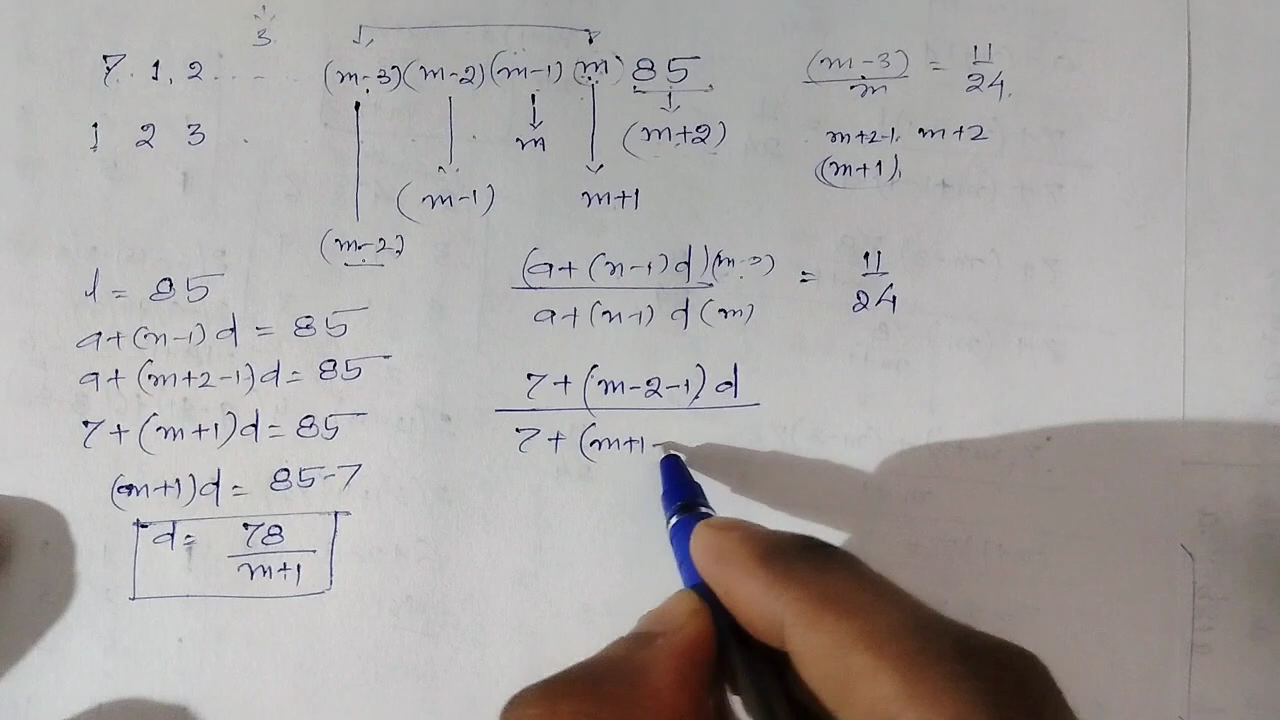 3
7. 1, 2 ..... (m-3)(m-2)(m-1)(m) 85
(m-3)/m = 11/24
1 2 3 .
m
(m+2)
m+2-1. m+2
(m+1).
(m-1)
m+1
(m-2)
l = 85
(a+(n-1)d)(m-3) / a+(n-1) d(m) = 11/24
a+(n-1)d = 85
a+(m+2-1)d = 85
7+(m-2-1)d / 7+(m+1-
7+(m+1)d = 85
(m+1)d = 85-7
d = 78/m+1